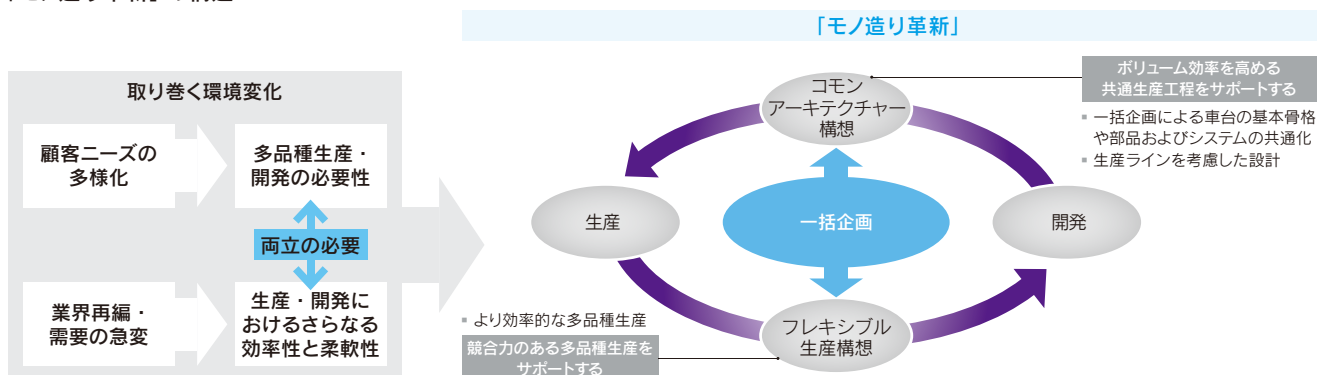 「モノ造り革新」
取り巻く環境変化
顧客ニーズの
多様化
多品種生産・
開発の必要性
両立の必要
業界再編・
需要の急変
生産・開発に
おけるさらなる
効率性と柔軟性
コモン
アーキテクチャー
構想
生産
一括企画
開発
フレキシブル
生産構想
ボリューム効率を高める
共通生産工程をサポートする
▪ 一括企画による車台の基本骨格
や部品およびシステムの共通化
▪ 生産ラインを考慮した設計
▪ より効率的な多品種生産
競合力のある多品種生産を
サポートする